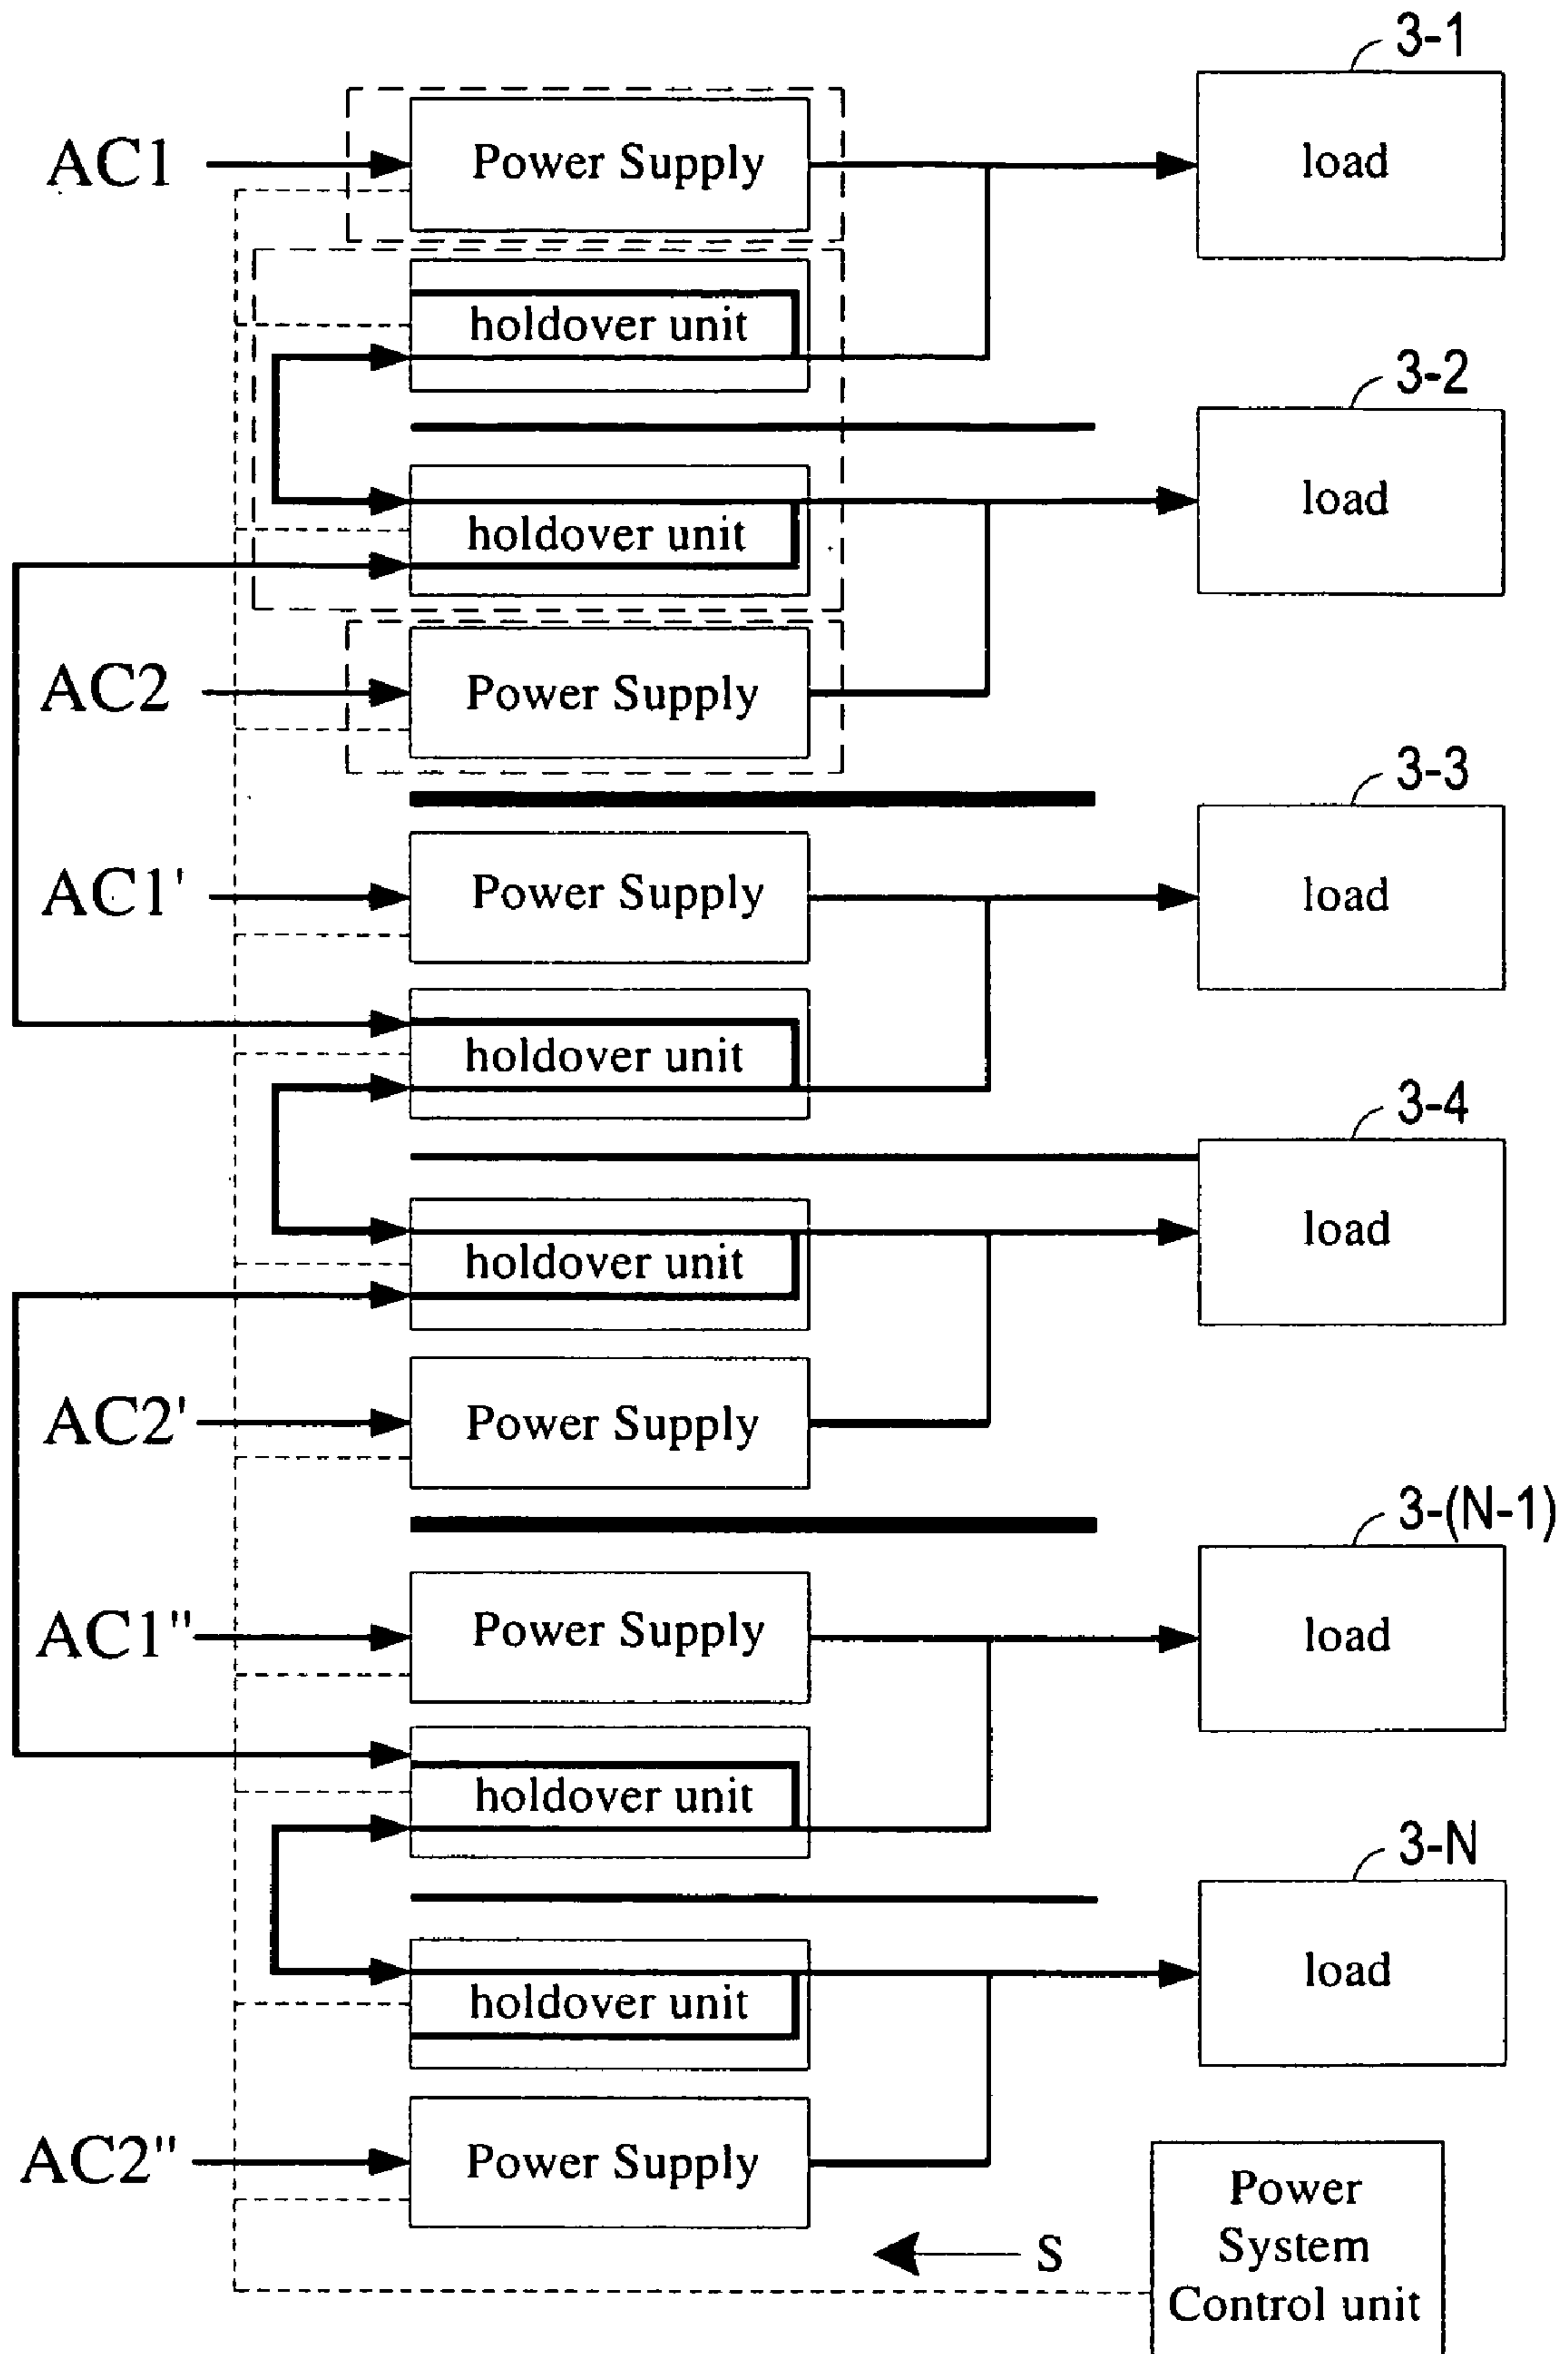 3-1
AC1
Power Supply
load
holdover unit
3-2
load
holdover unit
AC2
Power Supply
3-3
AC1'
Power Supply
load
holdover unit
3-4
load
holdover unit
AC2'
Power Supply
3-(N-1)
AC1"
Power Supply
load
holdover unit
3-N
load
holdover unit
AC2"
Power Supply
S
Power
System
Control unit